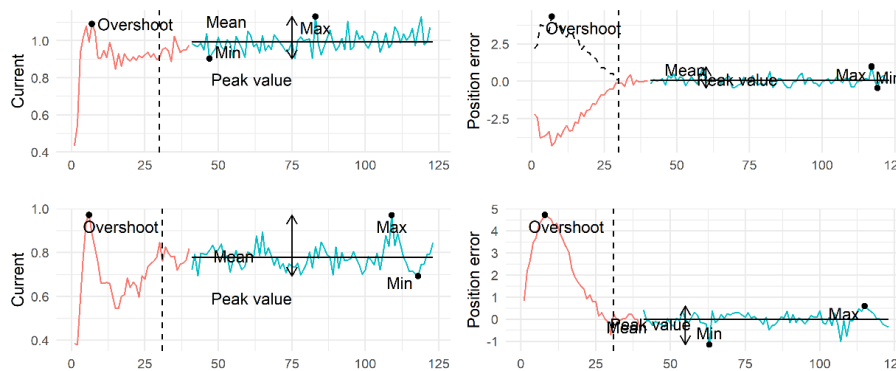 Overshoot
Mean
Max
Min
Peak value
Current
1.0
0.8
0.6
0.4
0
25
50
75
100
125
Overshoot
Mean
Peak value
Max
Min
Position error
2.5
0.0
-2.5
0
25
50
75
100
125
Overshoot
Mean
Max
Min
Peak value
Current
1.0
0.8
0.6
0.4
0
25
50
75
100
125
Overshoot
Peak value
Mean
Max
Min
Position error
5
4
3
2
1
0
-1
0
25
50
75
100
125